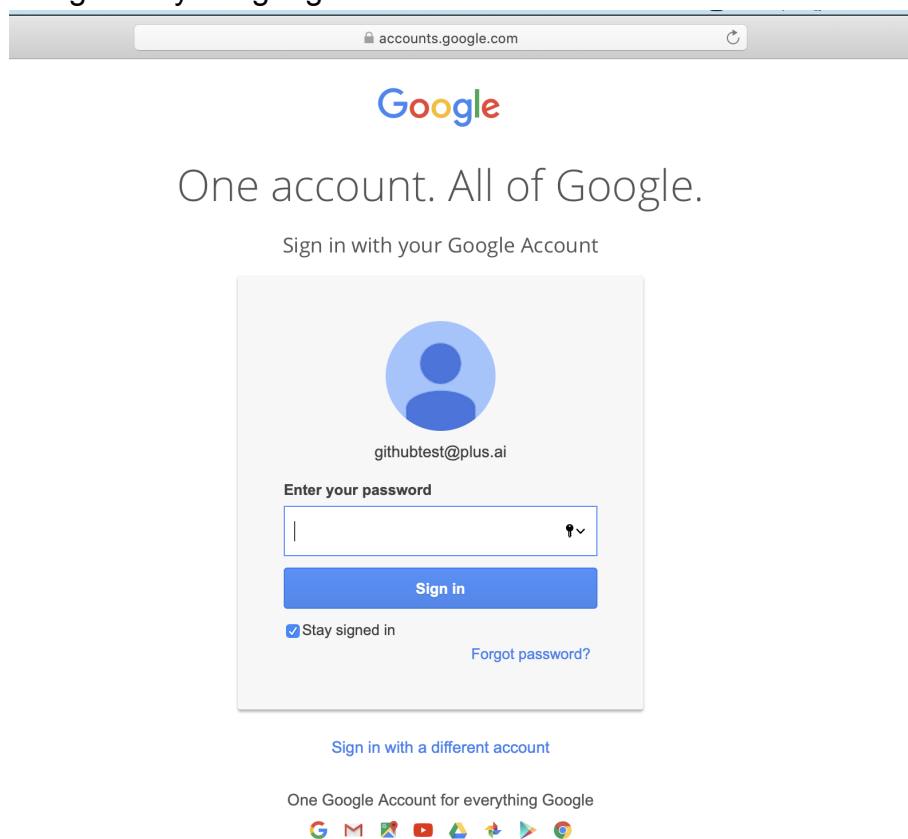 accounts.google.com
Google
One account. All of Google.
Sign in with your Google Account
githubtest@plus.ai
Enter your password
Sign in
Stay signed in
Forgot password?
Sign in with a different account
One Google Account for everything Google